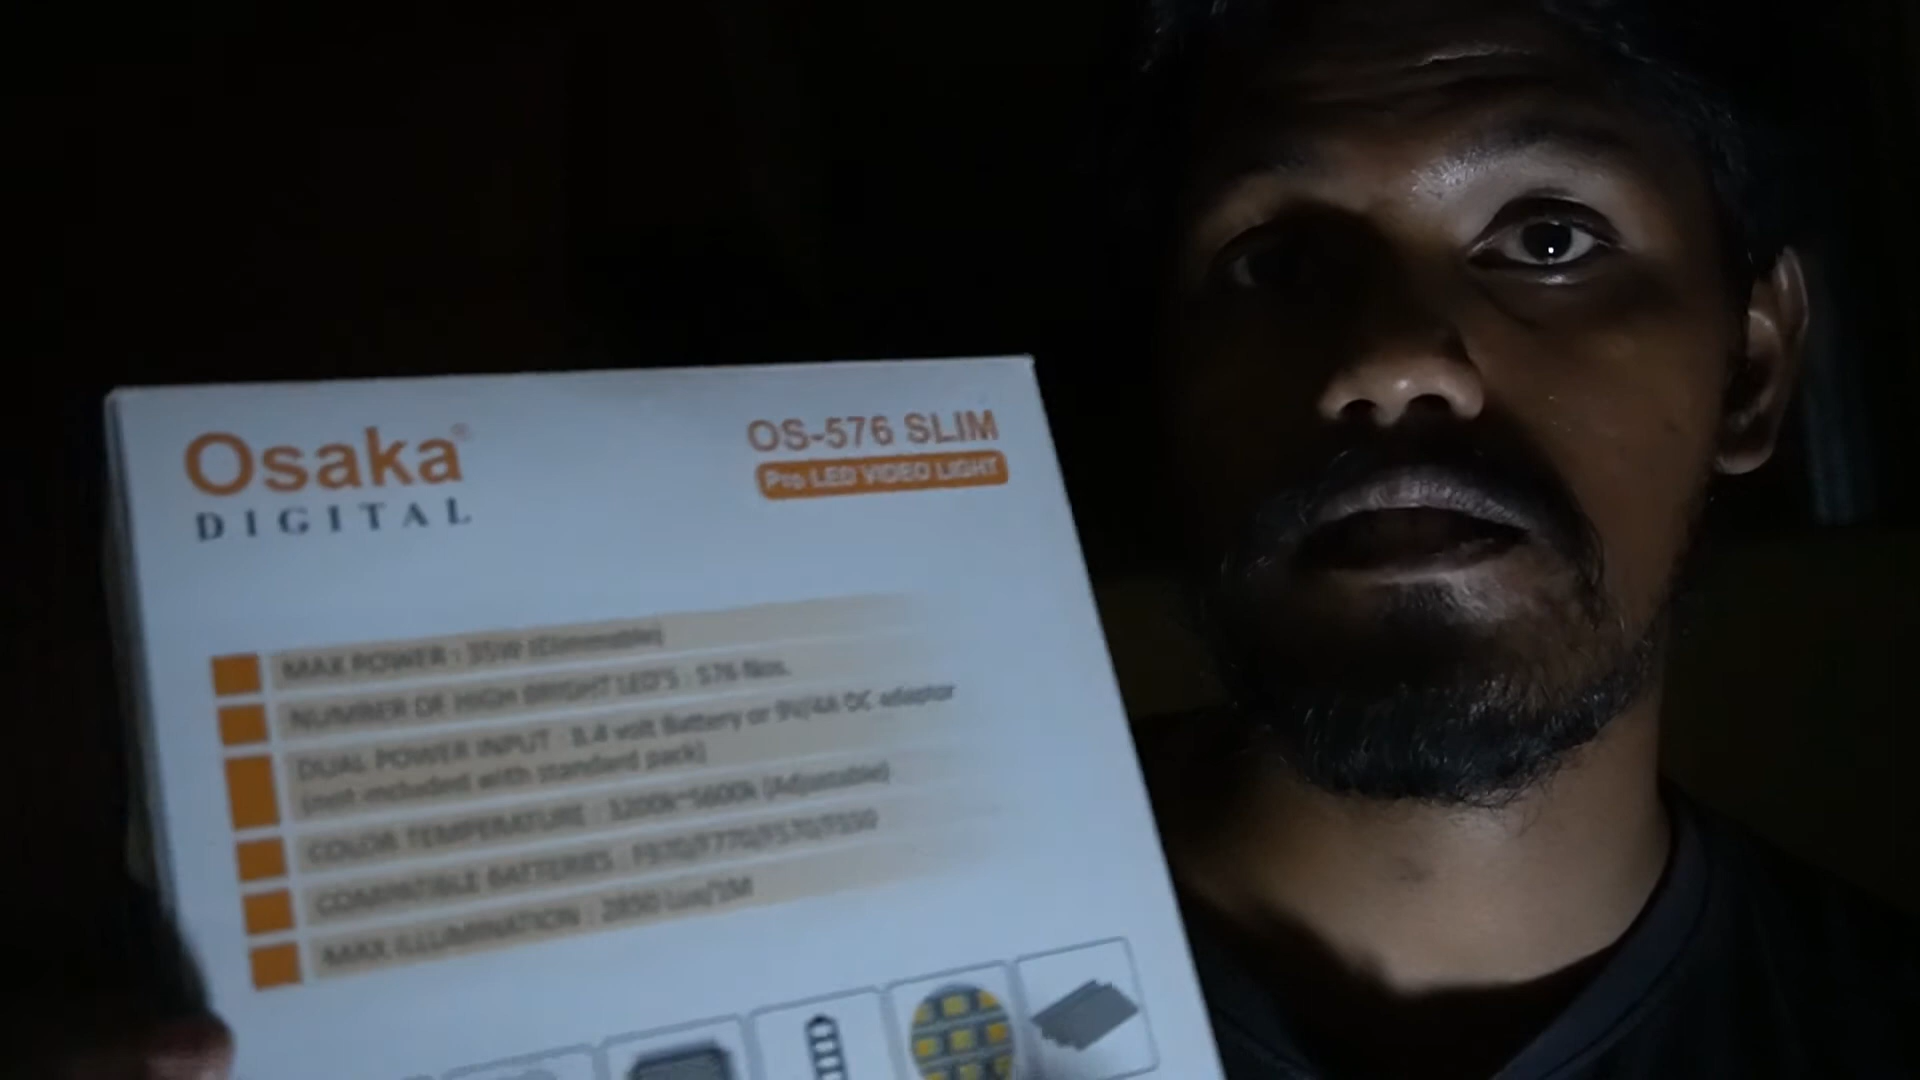 Osaka®
DIGITAL
OS-576 SLIM
Pro LED VIDEO LIGHT
MAX POWER : 35W (Dimmable)
NUMBER OF HIGH BRIGHT LED'S : 576 Nos.
DUAL POWER INPUT : 8.4 volt Battery or 9V/4A DC adaptor
(not included with standard pack)
COLOR TEMPERATURE : 3200k~5600k (Adjustable)
COMPATIBLE BATTERIES : F970/F770/F570/F550
MAX ILLUMINATION : 2850 Lux/1M